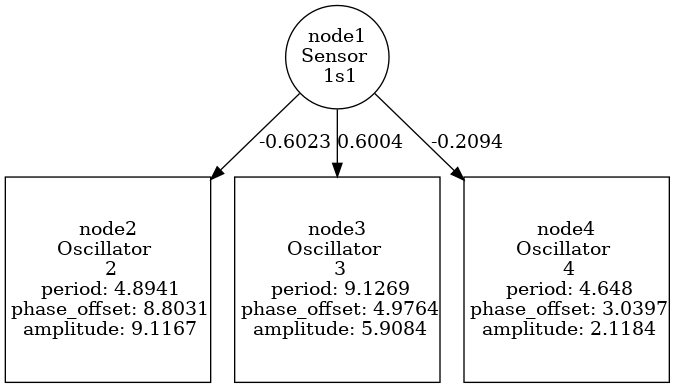 node1
Sensor
1s1
-0.6023
0.6004
-0.2094
node2
Oscillator
2
period: 4.8941
phase_offset: 8.8031
amplitude: 9.1167
node3
Oscillator
3
period: 9.1269
phase_offset: 4.9764
amplitude: 5.9084
node4
Oscillator
4
period: 4.648
phase_offset: 3.0397
amplitude: 2.1184